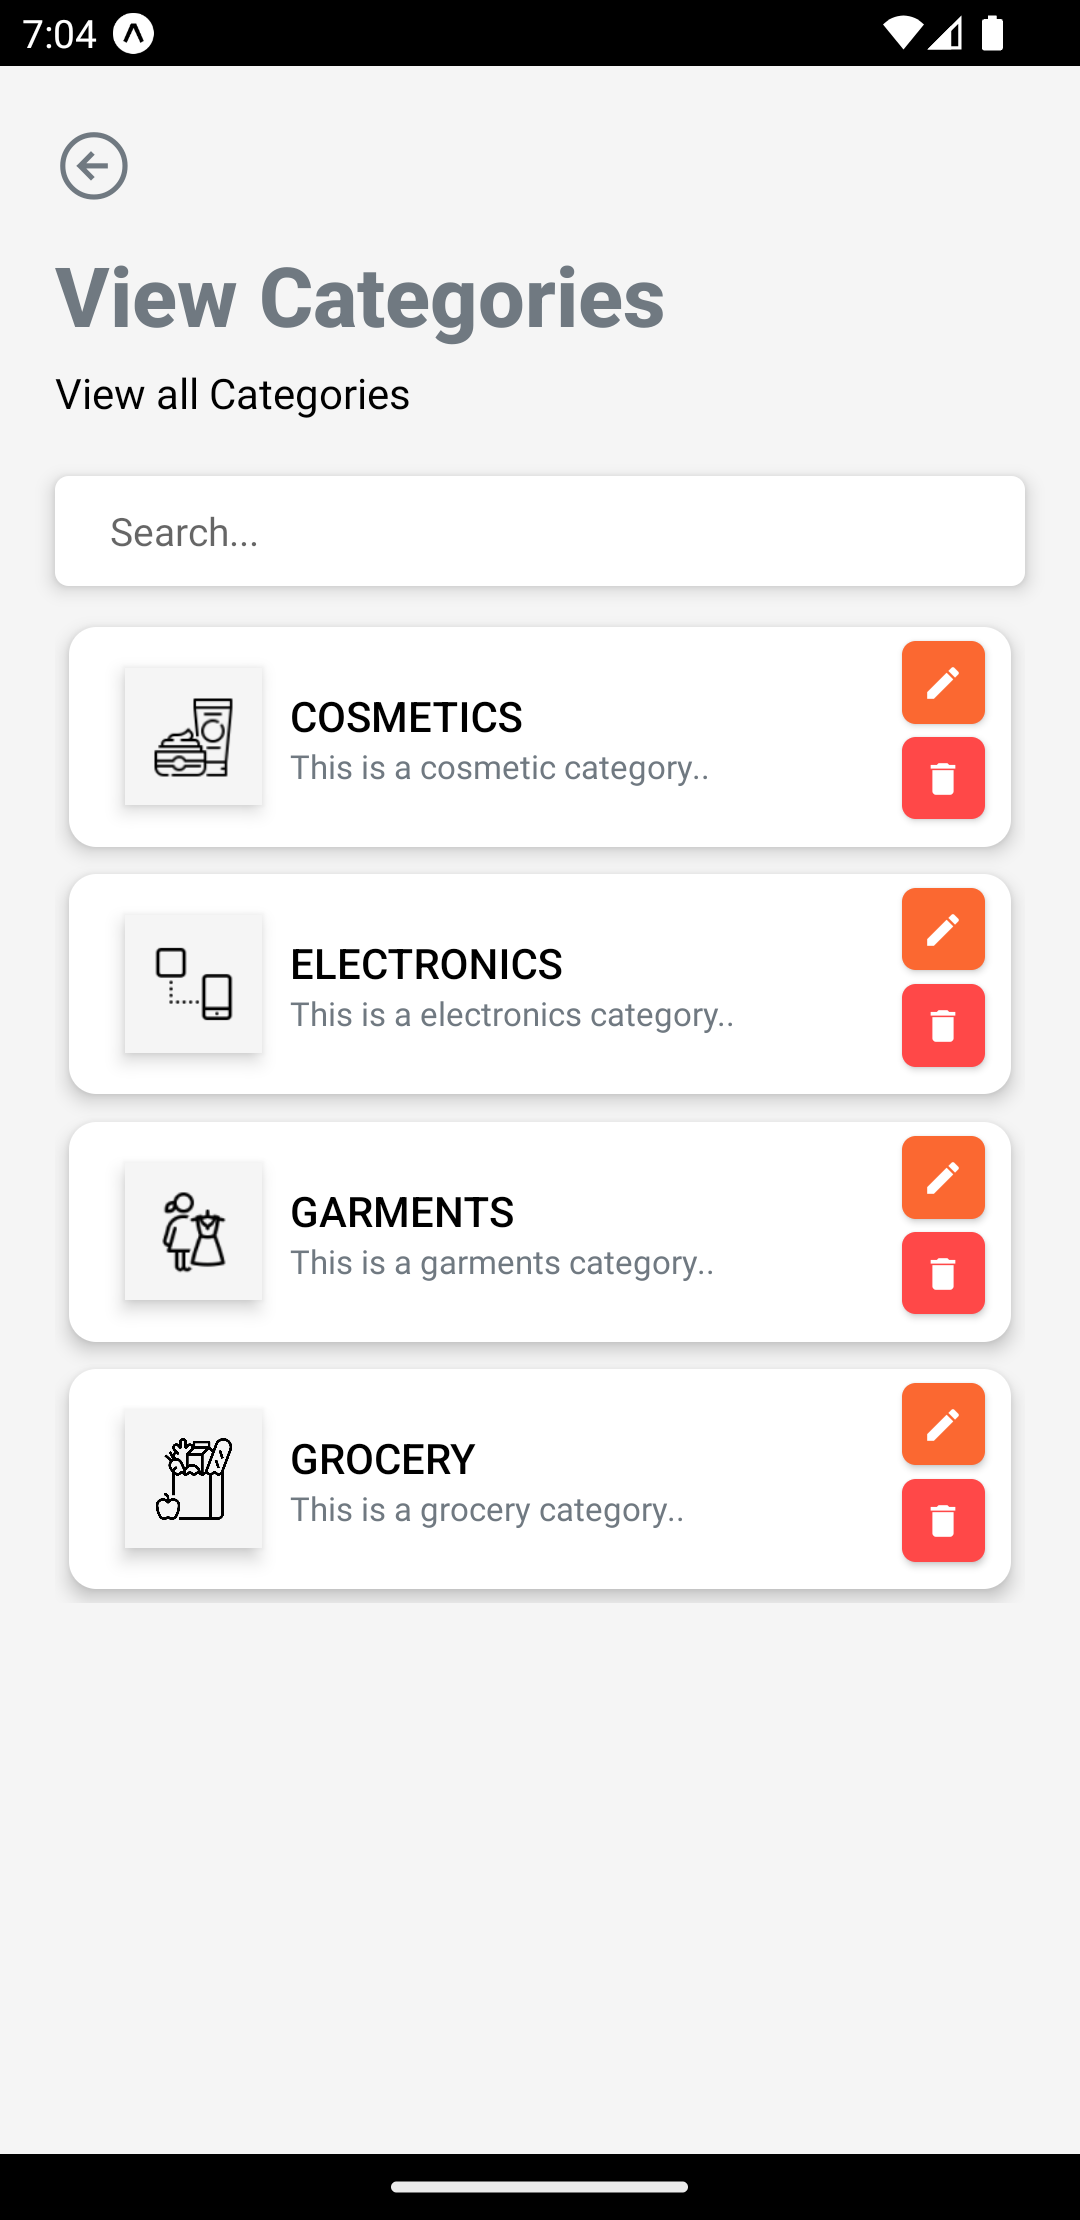 7:04
View Categories
View all Categories
Search...
COSMETICS
This is a cosmetic category..
ELECTRONICS
This is a electronics category..
GARMENTS
This is a garments category..
GROCERY
This is a grocery category..